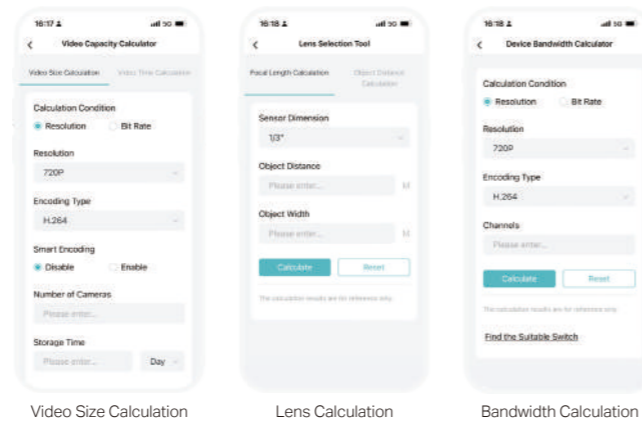 16:17
5G
Video Capacity Calculator
Video Size Calculation Video Time Calculation
Calculation Condition
Resolution Bit Rate
Resolution
720P
Encoding Type
H.264
Smart Encoding
Disable Enable
Number of Cameras
Please enter...
Storage Time
Please enter... Day
Video Size Calculation
16:18
5G
Lens Selection Tool
Focal Length Calculation Object Distance
Calculation
Sensor Dimension
1/3"
Object Distance
Please enter... M
Object Width
Please enter... M
Calculate Reset
The calculation results are for reference only.
Lens Calculation
16:18
5G
Device Bandwidth Calculator
Calculation Condition
Resolution Bit Rate
Resolution
720P
Encoding Type
H.264
Channels
Please enter...
Calculate Reset
The calculation results are for reference only.
Find the Suitable Switch
Bandwidth Calculation